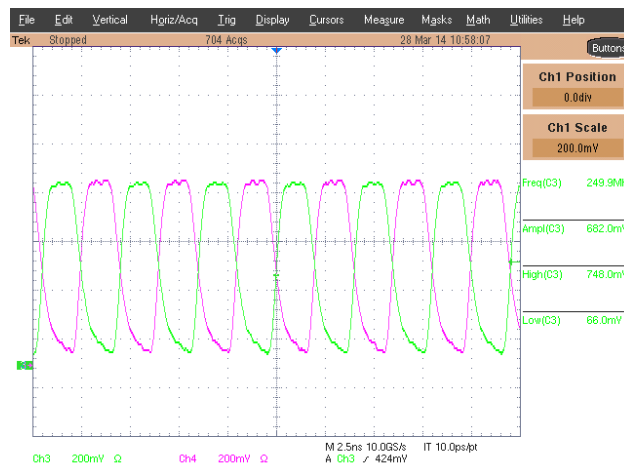 File Edit Vertical Horiz/Acq Trig Display Cursors Measure Masks Math Utilities Help
Tek Stopped 704 Acqs 28 Mar 14 10:58:07
Buttons
Ch1 Position
0.0div
Ch1 Scale
200.0mV
Freq(C3) 249.9M
Ampl(C3) 682.0mV
High(C3) 748.0mV
Low(C3) 66.0mV
M 2.5ns 10.0GS/s IT 10.0ps/pt
Ch3 200mV Ω Ch4 200mV Ω A Ch3 ∕ 424mV